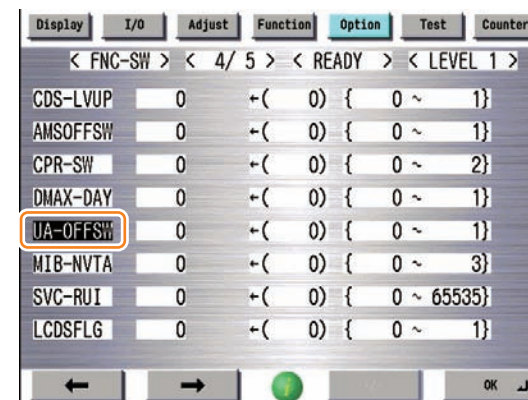 Display I/O Adjust Function Option Test Counter
< FNC-SW > < 4/ 5 > < READY > < LEVEL 1 >
CDS-LVUP 0 ←( 0) { 0 ~ 1}
AMSOFFSW 0 ←( 0) { 0 ~ 1}
CPR-SW 0 ←( 0) { 0 ~ 2}
DMAX-DAY 0 ←( 0) { 0 ~ 1}
UA-OFFSW 0 ←( 0) { 0 ~ 1}
MIB-NVTA 0 ←( 0) { 0 ~ 3}
SVC-RUI 0 ←( 0) { 0 ~ 65535}
LCDSFLG 0 ←( 0) { 0 ~ 1}
← → i OK